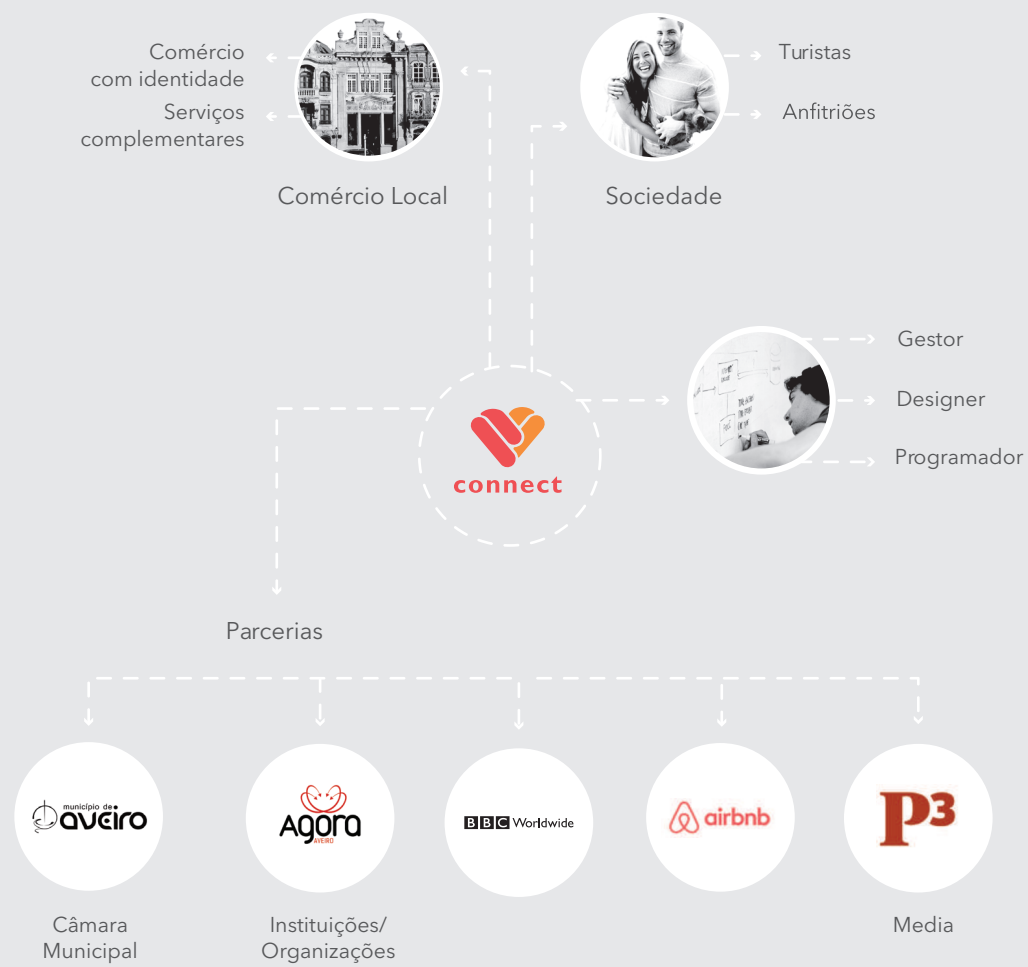 Comércio
com identidade
Serviços
complementares
Turistas
Anfitriões
Comércio Local
Sociedade
Gestor
Designer
Programador
connect
Parcerias
município de
aveiro
Agora
AVEIRO
BBC Worldwide
airbnb
P3
Câmara
Municipal
Instituições/
Organizações
Media